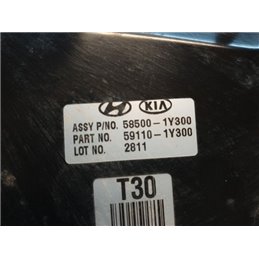 KIA
ASSY P/NO. 58500-1Y300
PART NO. 59110-1Y300
LOT NO. 2811
T30